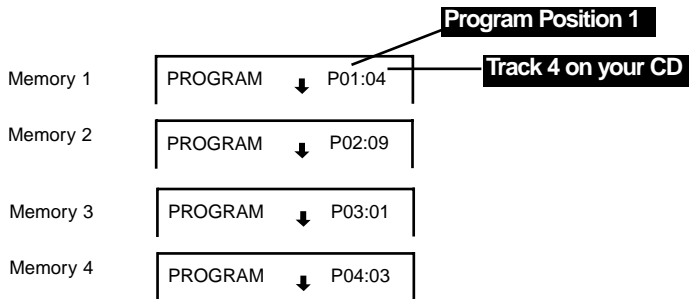 Program Position 1
Track 4 on your CD
Memory 1 PROGRAM P01:04
Memory 2 PROGRAM P02:09
Memory 3 PROGRAM P03:01
Memory 4 PROGRAM P04:03